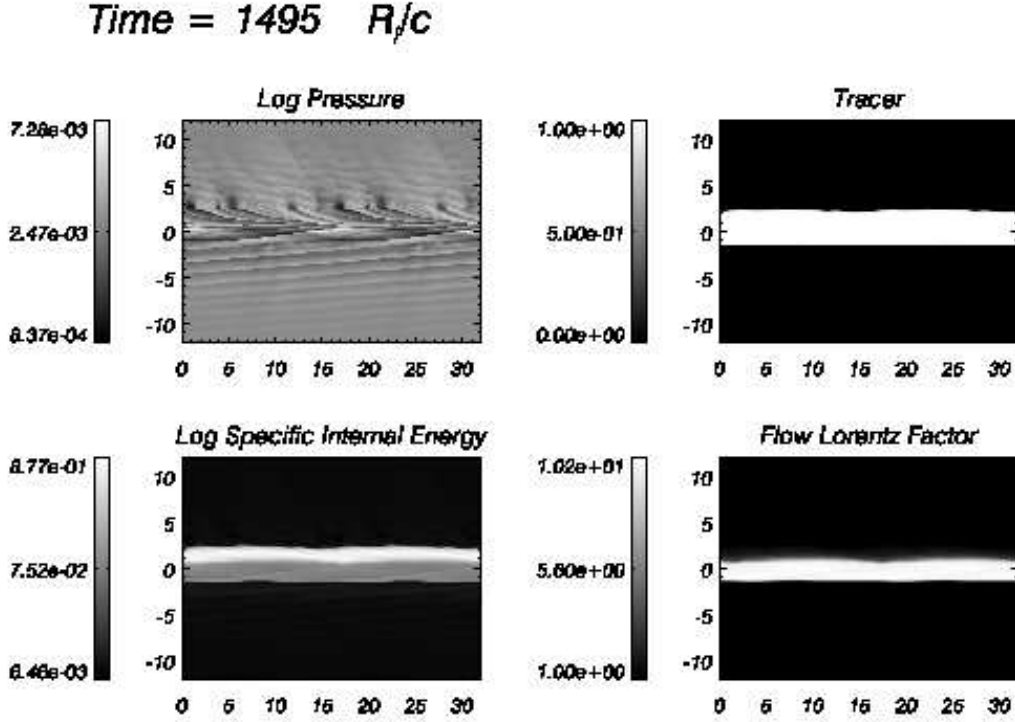 Time = 1495 Rj/c
Log Pressure
7.28e-03
2.47e-03
8.37e-04
10
5
0
-5
-10
0 5 10 15 20 25 30
Tracer
1.00e+00
5.00e-01
0.00e+00
10
5
0
-5
-10
0 5 10 15 20 25 30
Log Specific Internal Energy
8.77e-01
7.52e-02
6.46e-03
10
5
0
-5
-10
0 5 10 15 20 25 30
Flow Lorentz Factor
1.02e+01
5.60e+00
1.00e+00
10
5
0
-5
-10
0 5 10 15 20 25 30